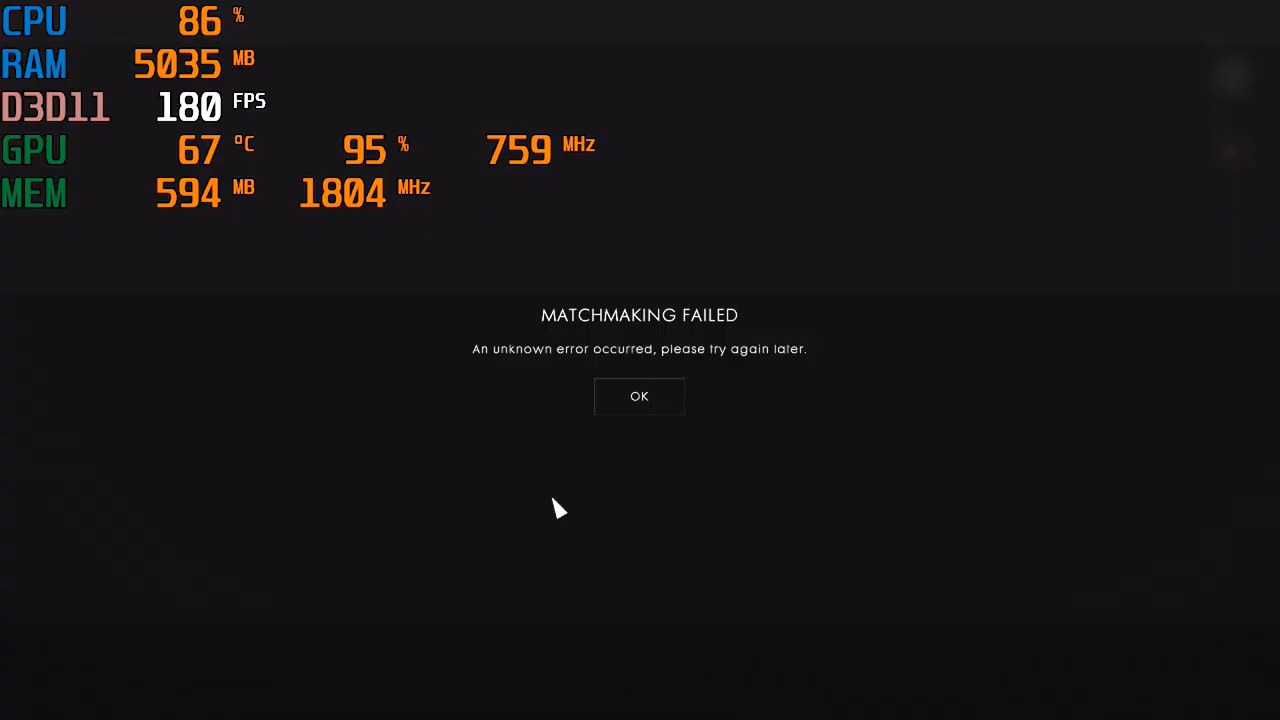 CPU 86 %
RAM 5035 MB
D3D11 180 FPS
GPU 67 °C 95 % 759 MHz
MEM 594 MB 1804 MHz
MATCHMAKING FAILED
An unknown error occurred, please try again later.
OK